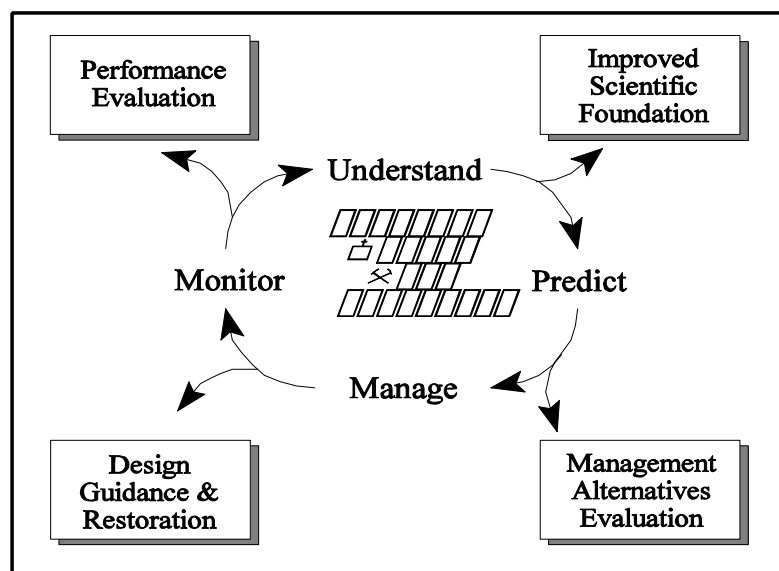 Performance
Evaluation
Improved
Scientific
Foundation
Understand
Monitor
Predict
Manage
Design
Guidance &
Restoration
Management
Alternatives
Evaluation